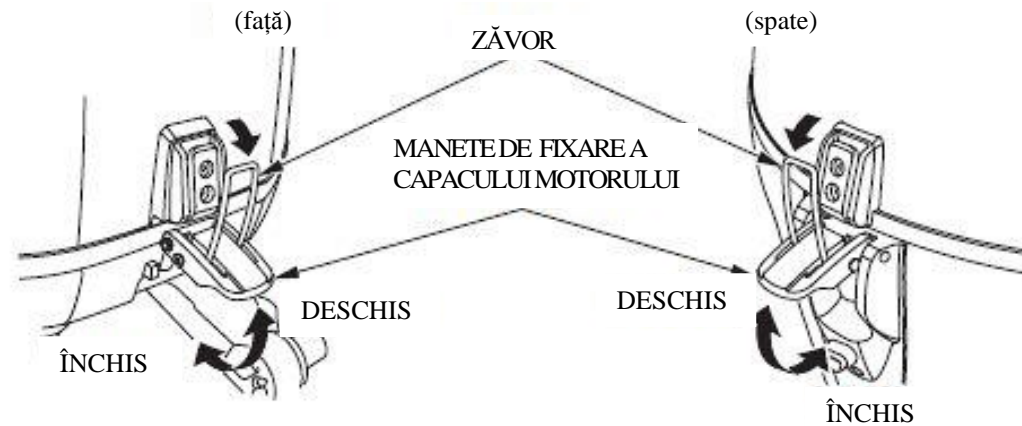 (față)
(spate)
ZĂVOR
MANETE DE FIXARE A
CAPACULUI MOTORULUI
DESCHIS
DESCHIS
ÎNCHIS
ÎNCHIS